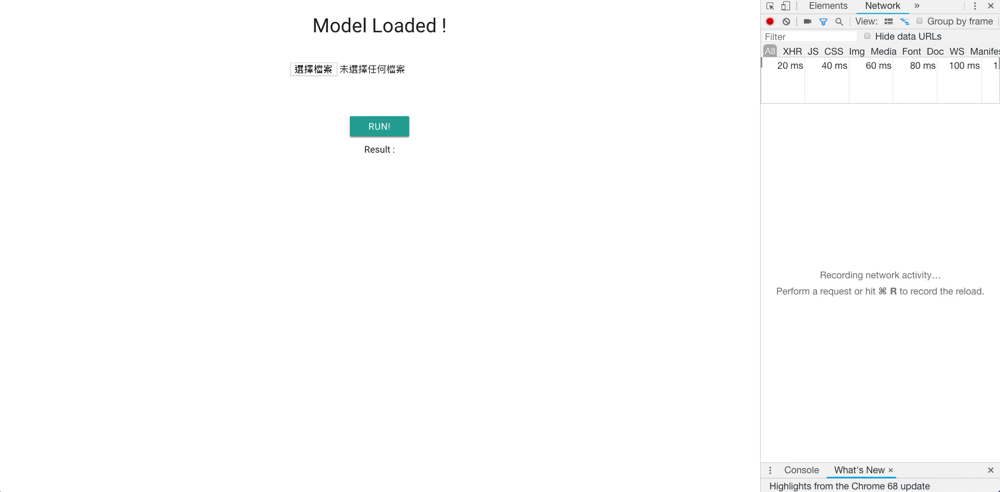 Model Loaded !
選擇檔案 未選擇任何檔案
RUN!
Result :
Elements Network »
View: Group by frame
Filter Hide data URLs
All XHR JS CSS Img Media Font Doc WS Manifes
20 ms 40 ms 60 ms 80 ms 100 ms 1
Recording network activity…
Perform a request or hit ⌘ R to record the reload.
Console What's New ×
Highlights from the Chrome 68 update